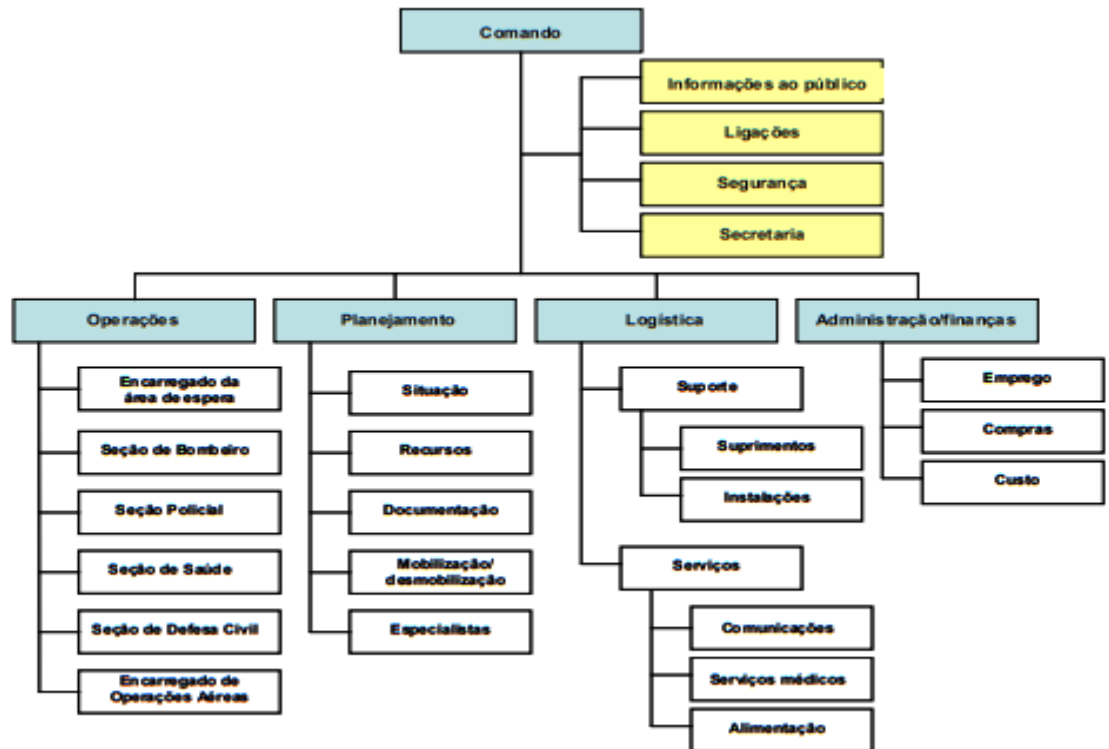 Comando
Informações ao público
Ligações
Segurança
Secretaria
Operações
Planejamento
Logística
Administração/finanças
Encarregado da
área de espera
Seção de Bombeiro
Seção Policial
Seção de Saúde
Seção de Defesa Civil
Encarregado de
Operações Aéreas
Situação
Recursos
Documentação
Mobilização/
desmobilização
Especialistas
Suporte
Suprimentos
Instalações
Serviços
Comunicações
Serviços médicos
Alimentação
Emprego
Compras
Custo